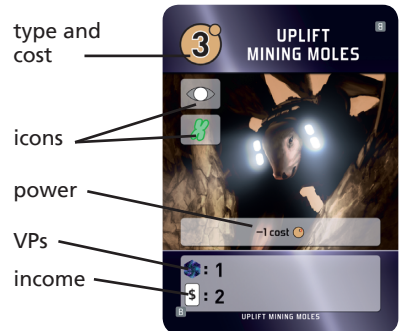 type and
cost
icons
power
VPs
income
3
B
UPLIFT
MINING MOLES
–1 cost
: 1
$ : 2
B
UPLIFT MINING MOLES